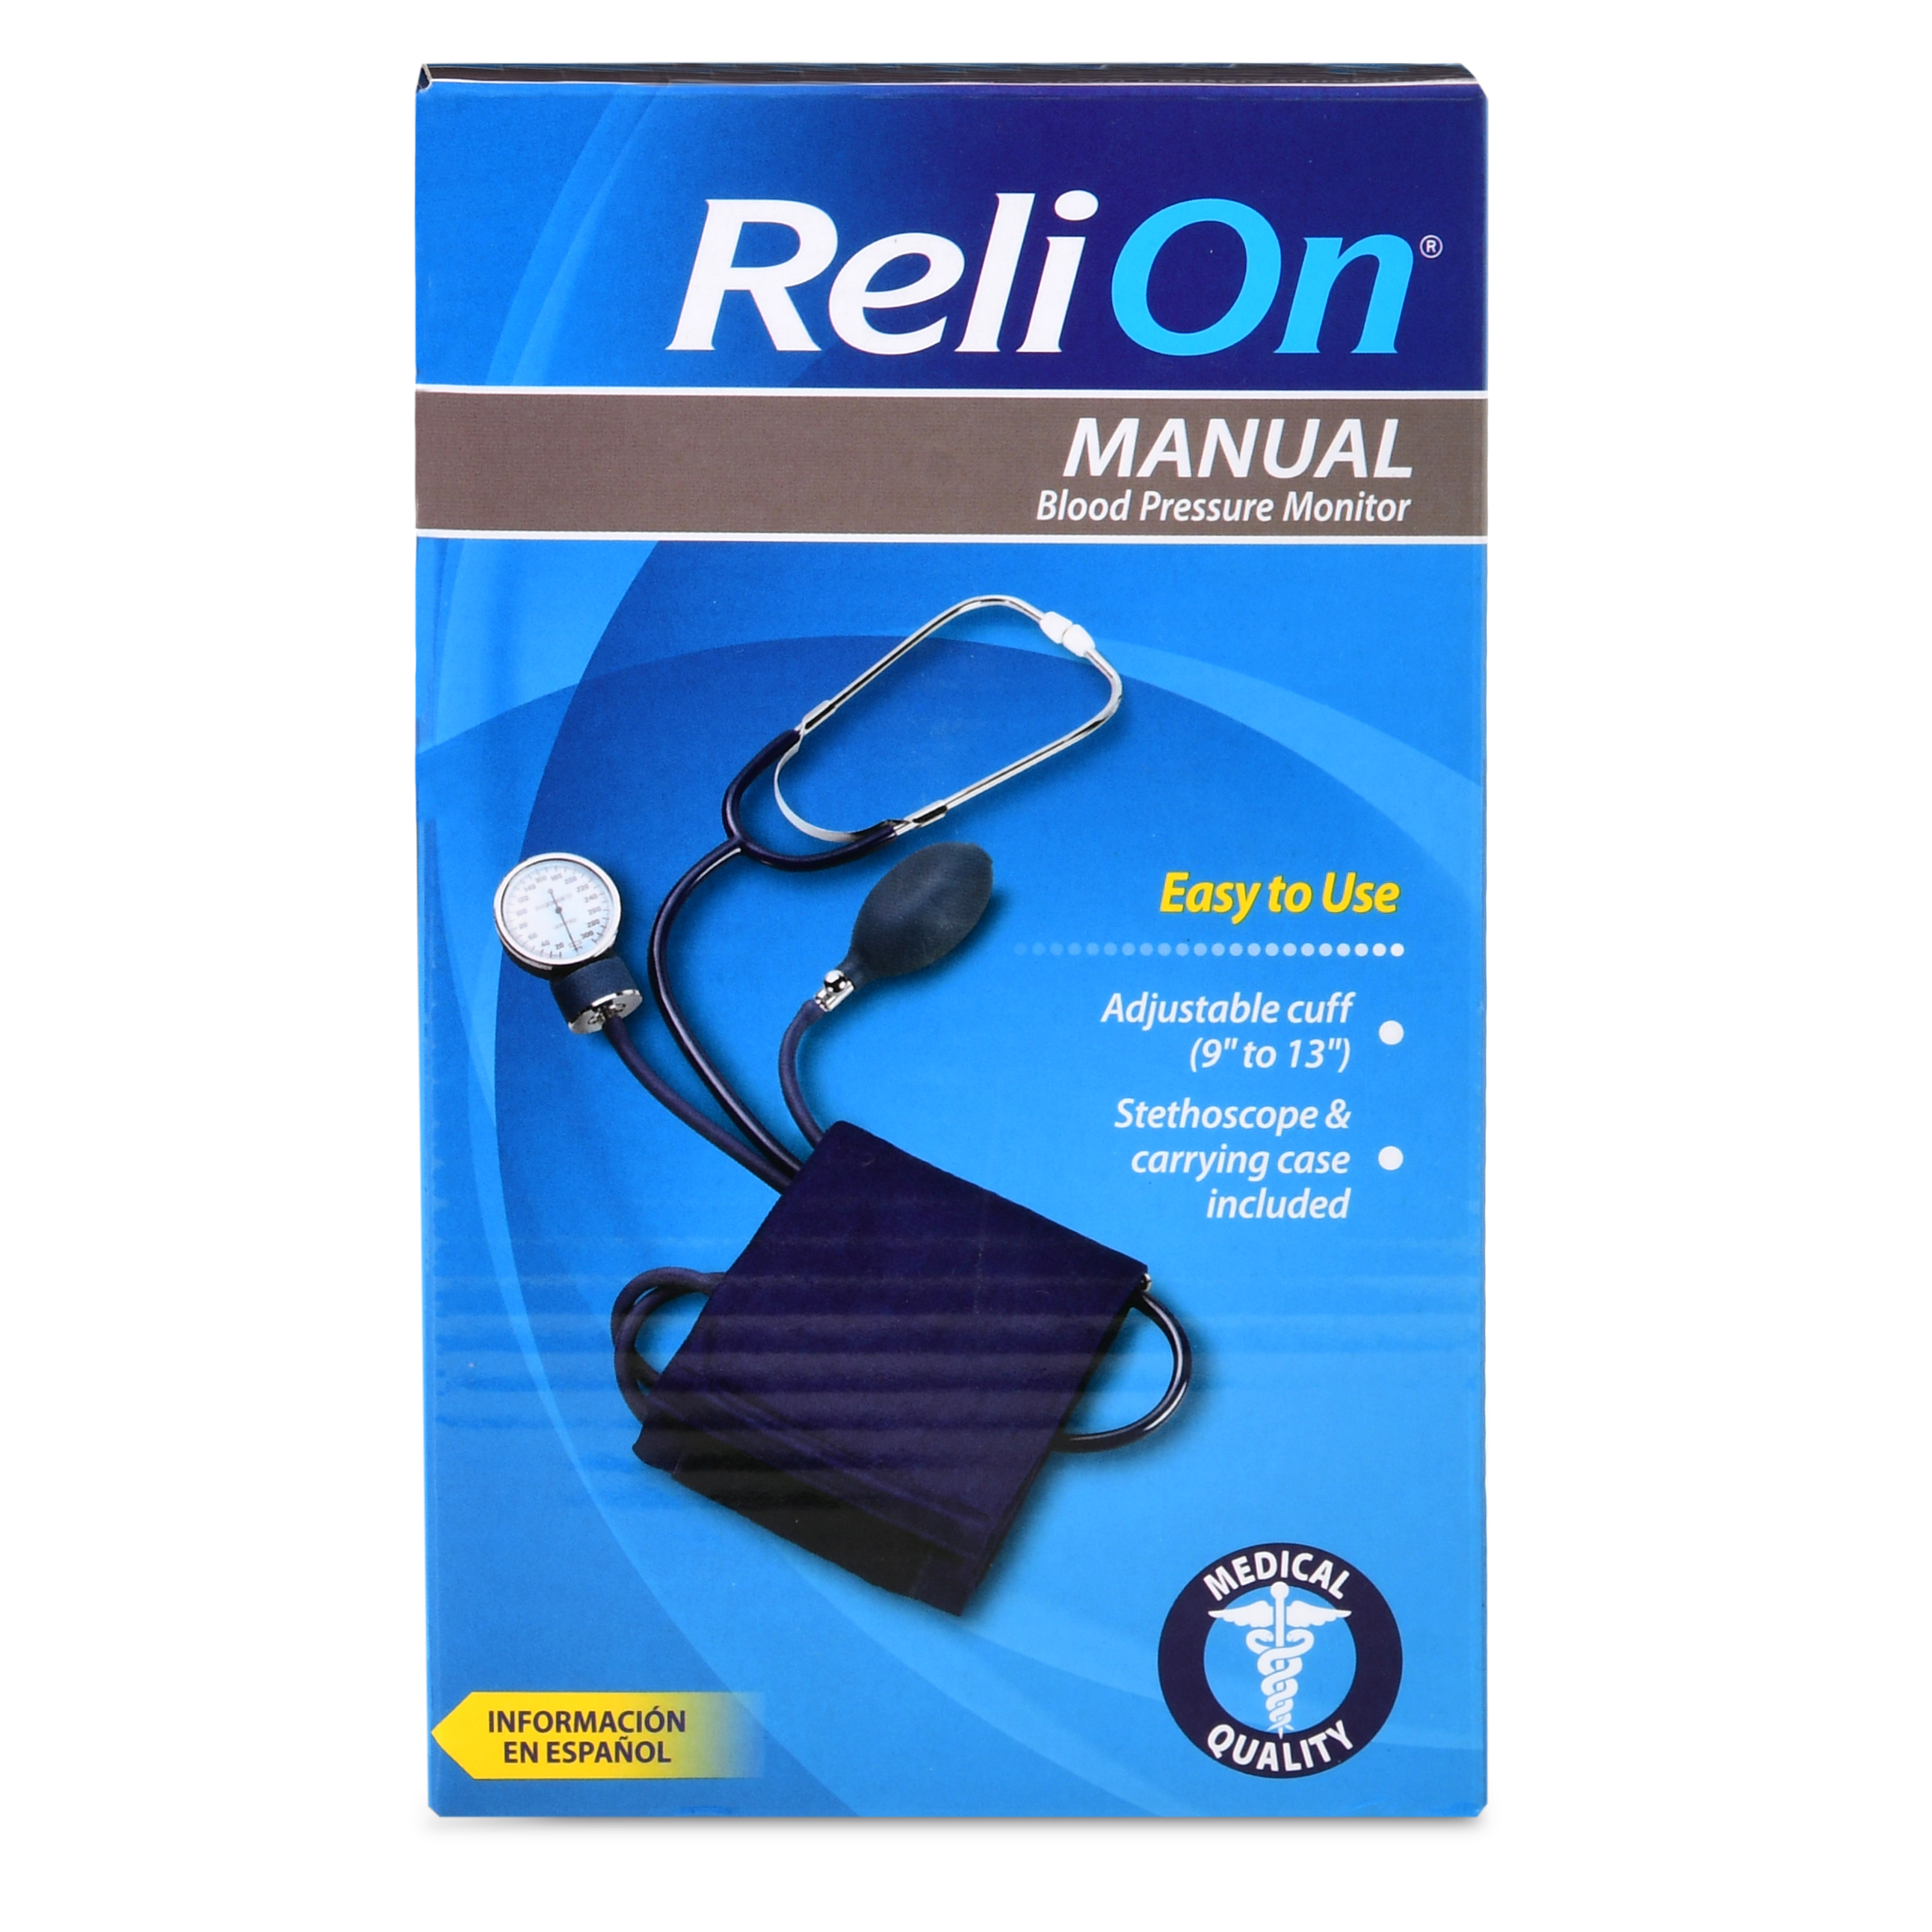 ReliOn®
MANUAL
Blood Pressure Monitor
Easy to Use
Adjustable cuff
(9" to 13")
Stethoscope &
carrying case
included
MEDICAL
QUALITY
INFORMACIÓN
EN ESPAÑOL